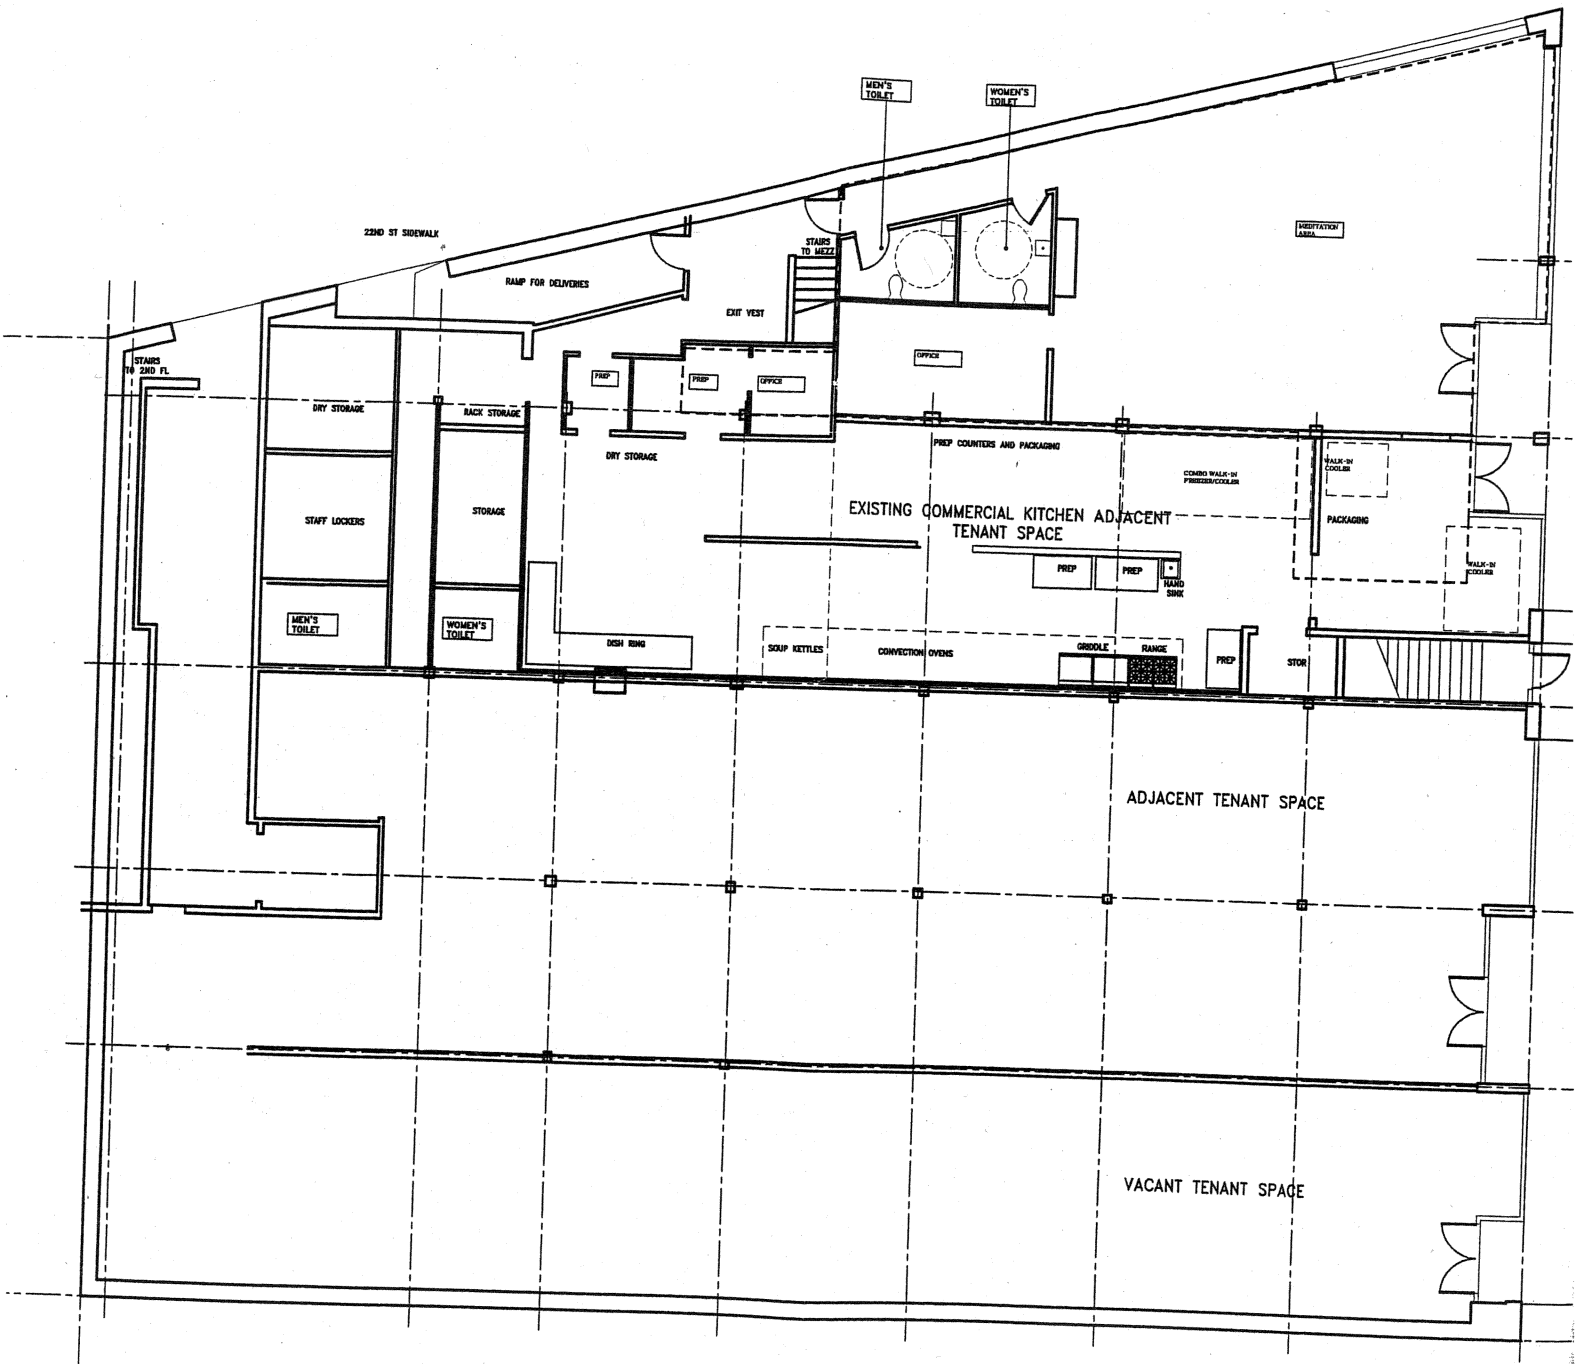 MEN'S
TOILET
WOMEN'S
TOILET
22ND ST SIDEWALK
STAIRS
TO MEZZ
MEDITATION
AREA
RAMP FOR DELIVERIES
EXIT VEST
STAIRS
TO 2ND FL
OFFICE
PREP
PREP
OFFICE
DRY STORAGE
RACK STORAGE
DRY STORAGE
PREP COUNTERS AND PACKAGING
COMBO WALK-IN
FREEZER/COOLER
WALK-IN
COOLER
STAFF LOCKERS
STORAGE
EXISTING COMMERCIAL KITCHEN ADJACENT
TENANT SPACE
PACKAGING
PREP
PREP
HAND
SINK
WALK-IN
COOLER
MEN'S
TOILET
WOMEN'S
TOILET
DISH RING
SOUP KETTLES
CONVECTION OVENS
GRIDDLE
RANGE
PREP
STOR
ADJACENT TENANT SPACE
VACANT TENANT SPACE